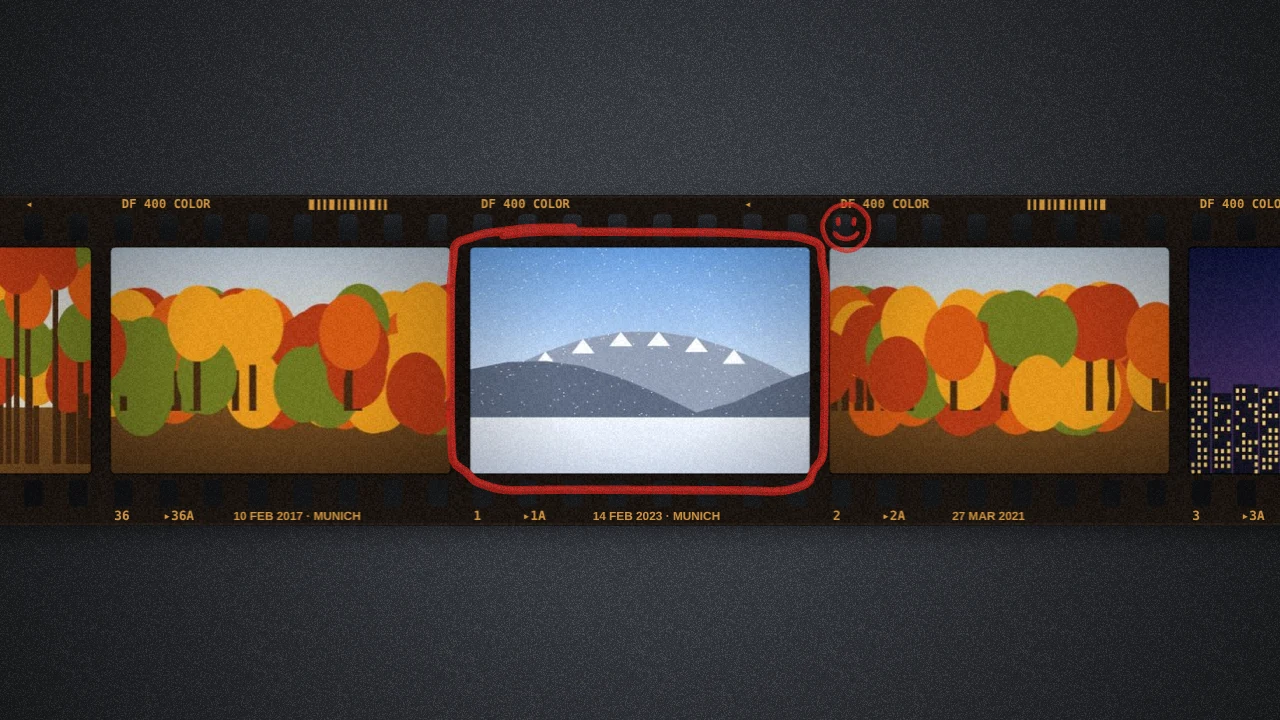 DF 400 COLOR
DF 400 COLOR
DF 400 COLOR
DF 400 COLO
36 ▸36A 10 FEB 2017 · MUNICH
1 ▸1A 14 FEB 2023 · MUNICH
2 ▸2A 27 MAR 2021
3 ▸3A